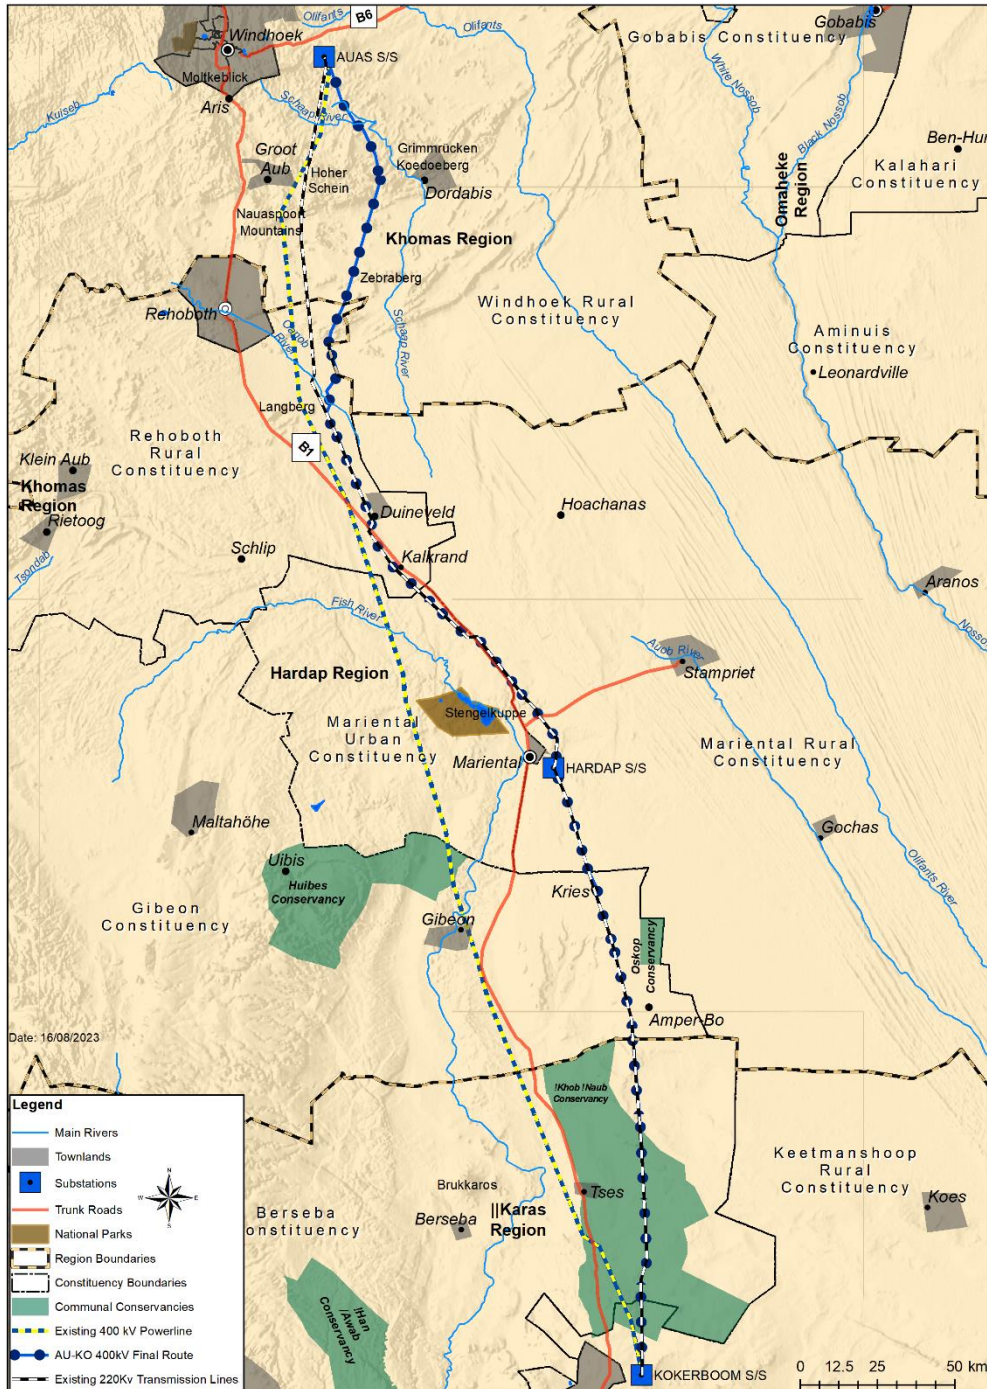 B6
Olifants
Olifants
Gobabis
Windhoek
Gobabis Constituency
AUAS S/S
Moltkeblick
White Nossob
Aris
Kuiseb
Schaap River
Black Nossob
Ben-Hur
Groot
Aub
Grimmrücken
Koedoeberg
Kalahari
Constituency
Hoher
Schein
Dordabis
Omaheke
Region
Nauaspoort
Mountains
Khomas Region
Zebraberg
Windhoek Rural
Constituency
Rehoboth
Oanob
River
Schaap River
Aminuis
Constituency
Leonardville
Langberg
Rehoboth
Rural
Constituency
B1
Klein Aub
Khomas
Region
Rietoog
Duineveld
Hoachanas
Schlip
Kalkrand
Tsondab
Aranos
Fish River
Nossob
Auob River
Stampriet
Hardap Region
Stengelkuppe
Mariental
Urban
Constituency
Mariental Rural
Constituency
Mariental
HARDAP S/S
Maltahöhe
Gochas
Olifants River
Uibis
Huibes
Conservancy
Kries
Gibeon
Constituency
Gibeon
Oskop
Conservancy
Amper-Bo
Date: 16/08/2023
!Khob !Naub
Conservancy
Keetmanshoop
Rural
Constituency
Brukkaros
Tses
Koes
Berseba
||Karas
Region
Berseba
onstituency
!Han
/Awab
Conservancy
KOKERBOOM S/S
Legend
Main Rivers
Townlands
Substations
Trunk Roads
National Parks
Region Boundaries
Constituency Boundaries
Communal Conservancies
Existing 400 kV Powerline
AU-KO 400kV Final Route
Existing 220Kv Transmission Lines
N
W E
S
0 12.5 25 50 km